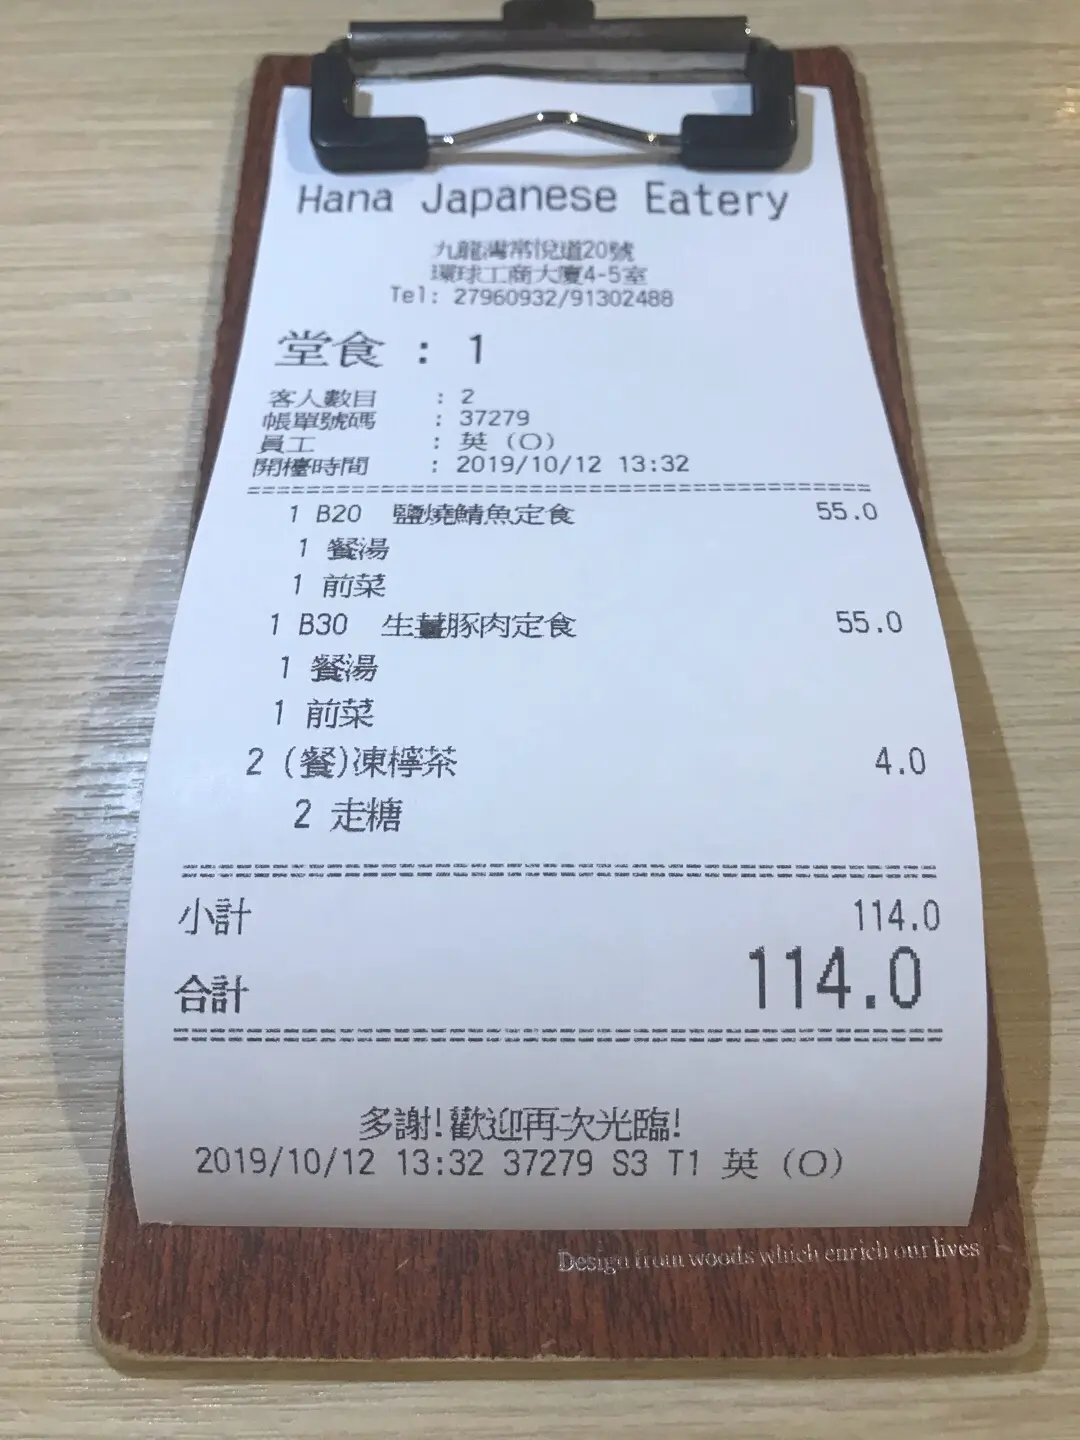 Hana Japanese Eatery
九龍灣常悅道20號
環球工商大廈4-5室
Tel: 27960932/91302488
堂食 : 1
客人數目 : 2
帳單號碼 : 37279
員工 : 英 (O)
開檯時間 : 2019/10/12 13:32
1 B20 鹽燒鯖魚定食 55.0
1 餐湯
1 前菜
1 B30 生薑豚肉定食 55.0
1 餐湯
1 前菜
2 (餐)凍檸茶 4.0
2 走糖
小計 114.0
合計 114.0
多謝!歡迎再次光臨!
2019/10/12 13:32 37279 S3 T1 英 (O)
Design from woods which enrich our lives